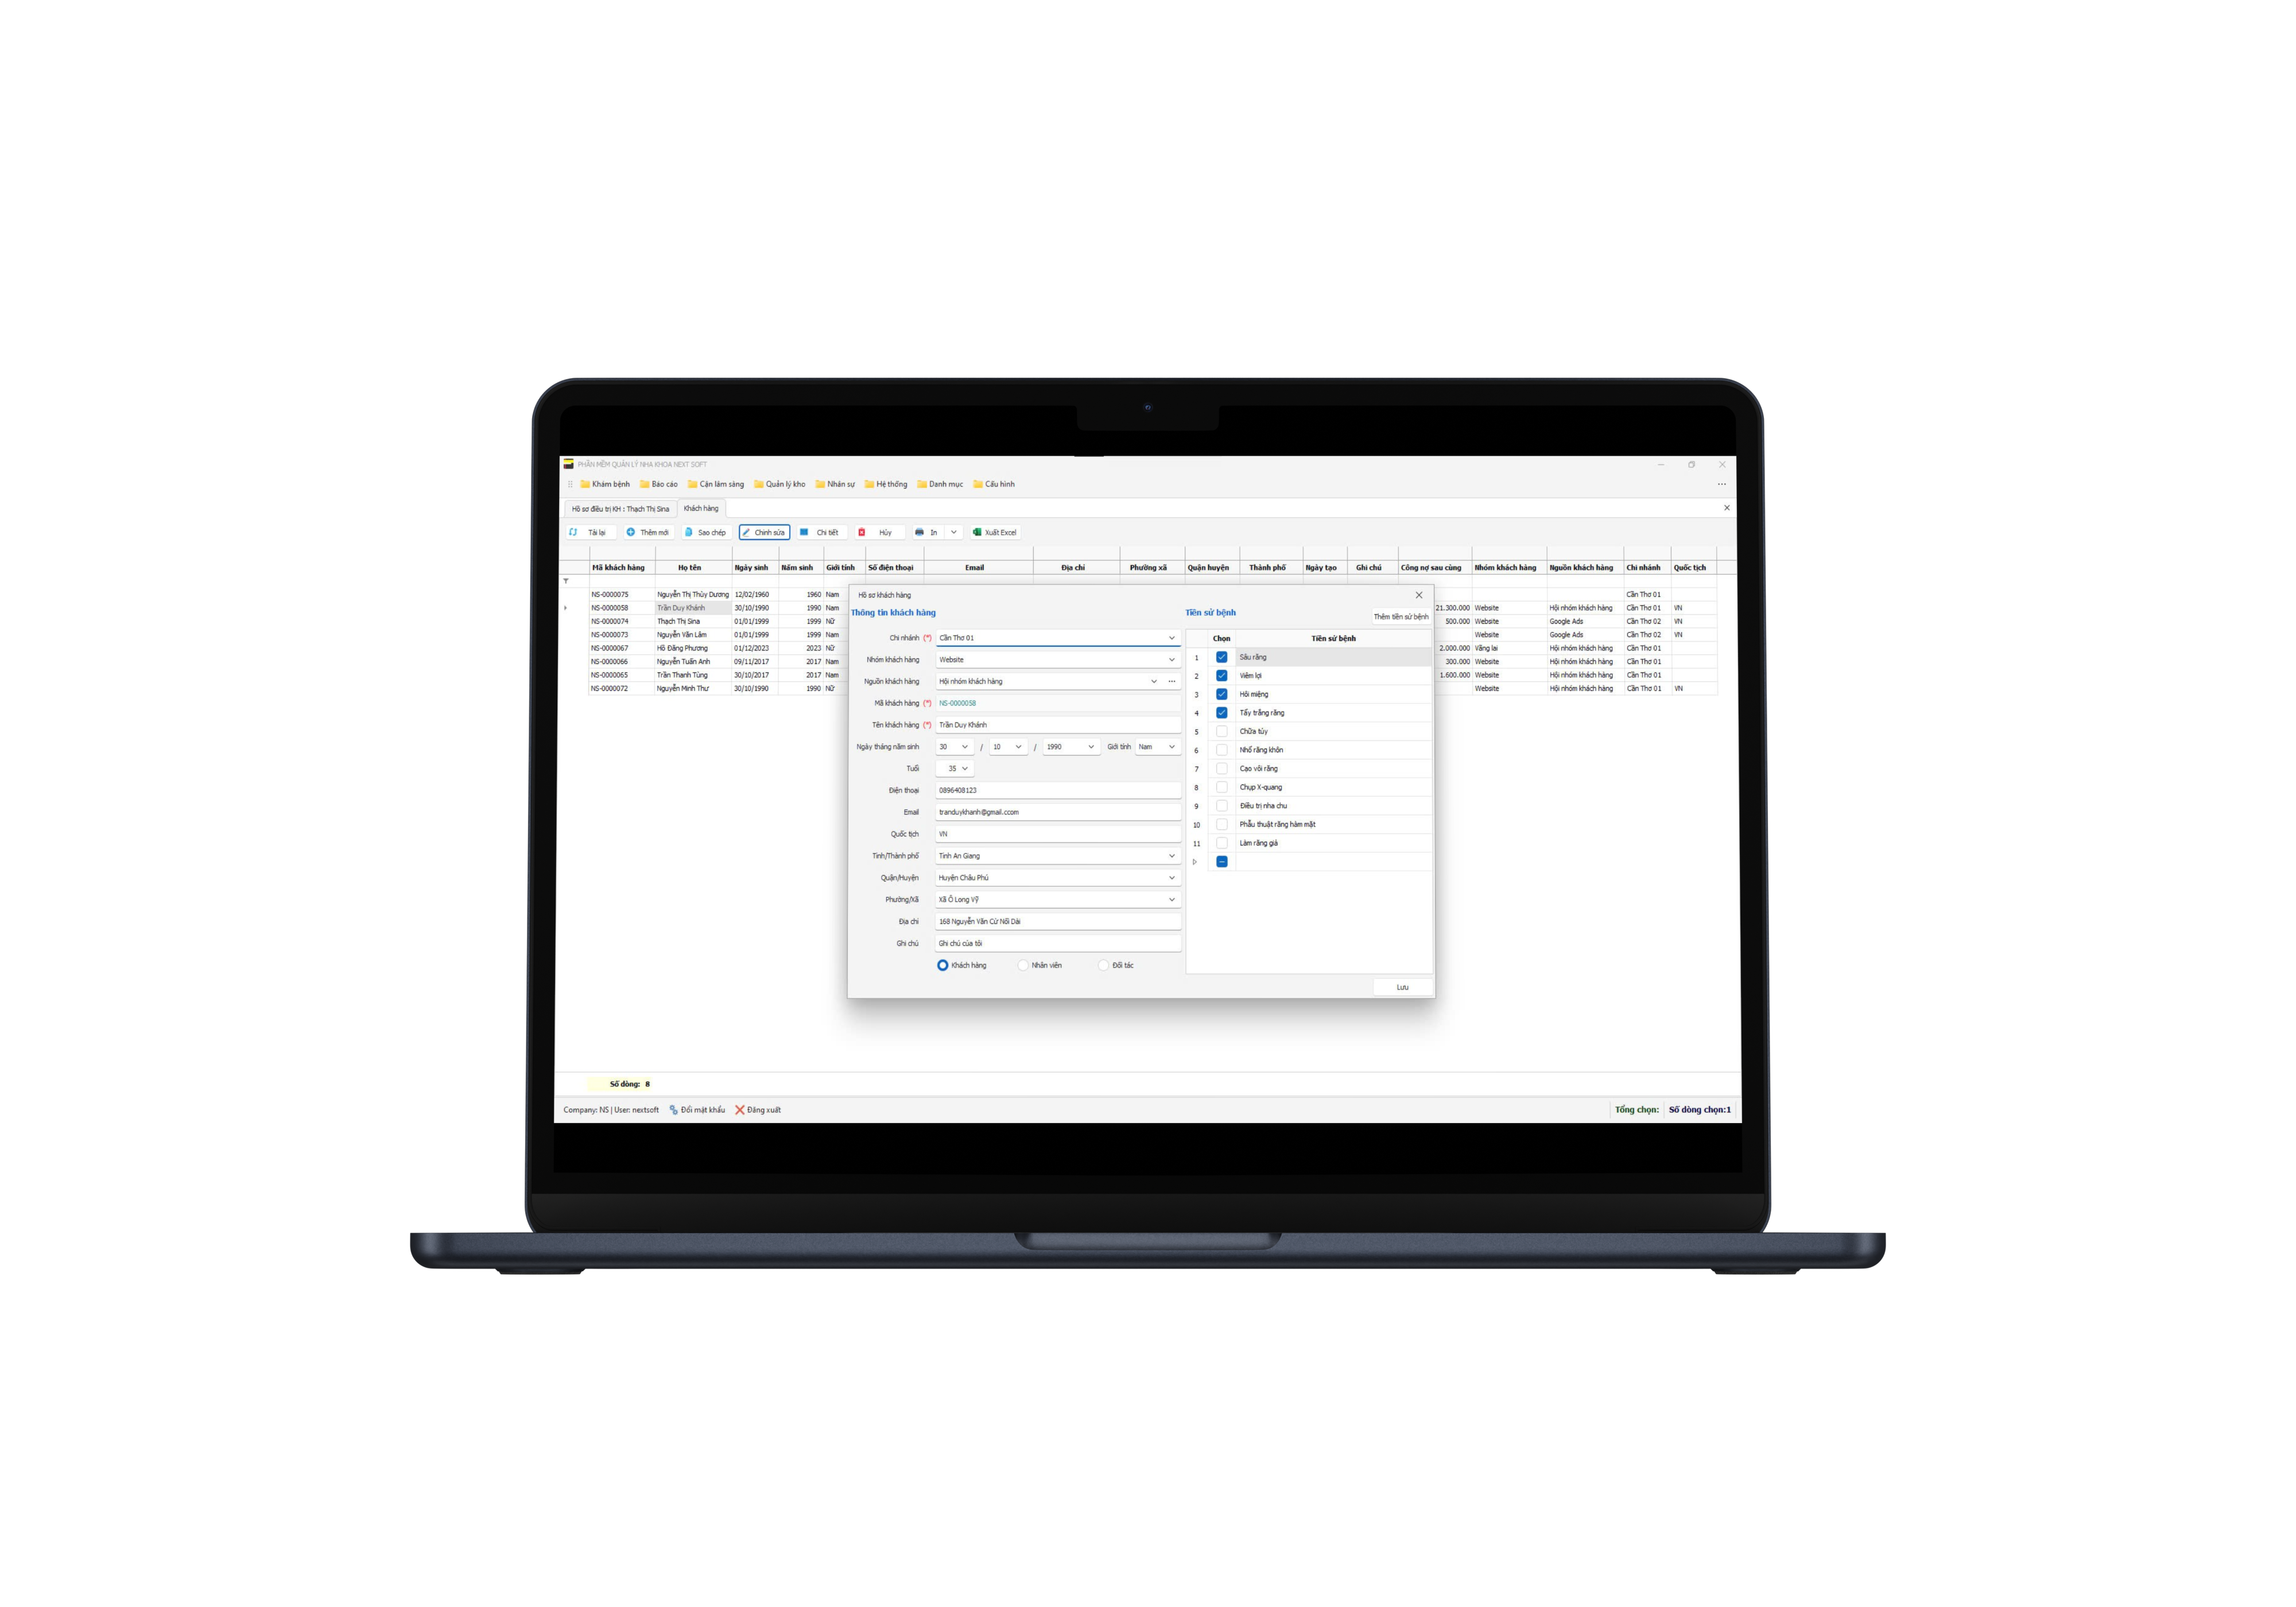 PHẦN MỀM QUẢN LÝ NHA KHOA NEXT SOFT
Khám bệnh Báo cáo Cận lâm sàng Quản lý kho Nhân sự Hệ thống Danh mục Cấu hình
Hồ sơ điều trị KH : Thạch Thị Sina Khách hàng
Tải lại Thêm mới Sao chép Chỉnh sửa Chi tiết Hủy In Xuất Excel
Mã khách hàng Họ tên Ngày sinh Năm sinh Giới tính Số điện thoại Email Địa chỉ Phường xã Quận huyện Thành phố Ngày tạo Ghi chú Công nợ sau cùng Nhóm khách hàng Nguồn khách hàng Chi nhánh Quốc tịch
NS-0000075 Nguyễn Thị Thùy Dương 12/02/1960 1960 Nam Cần Thơ 01
NS-0000058 Trần Duy Khánh 30/10/1990 1990 Nam 21.300.000 Website Hội nhóm khách hàng Cần Thơ 01 VN
NS-0000074 Thạch Thị Sina 01/01/1999 1999 Nữ 500.000 Website Google Ads Cần Thơ 02 VN
NS-0000073 Nguyễn Văn Lâm 01/01/1999 1999 Nam Website Google Ads Cần Thơ 02 VN
NS-0000067 Hồ Đăng Phương 01/12/2023 2023 Nữ 2.000.000 Vãng lai Hội nhóm khách hàng Cần Thơ 01
NS-0000066 Nguyễn Tuấn Anh 09/11/2017 2017 Nam 300.000 Website Hội nhóm khách hàng Cần Thơ 01
NS-0000065 Trần Thanh Tùng 30/10/2017 2017 Nam 1.600.000 Website Hội nhóm khách hàng Cần Thơ 01
NS-0000072 Nguyễn Minh Thư 30/10/1990 1990 Nữ Website Hội nhóm khách hàng Cần Thơ 01 VN
Hồ sơ khách hàng
Thông tin khách hàng
Chi nhánh (*) Cần Thơ 01
Nhóm khách hàng Website
Nguồn khách hàng Hội nhóm khách hàng
Mã khách hàng (*) NS-0000058
Tên khách hàng (*) Trần Duy Khánh
Ngày tháng năm sinh 30 / 10 / 1990 Giới tính Nam
Tuổi 35
Điện thoại 0896408123
Email tranduykhanh@gmail.ccom
Quốc tịch VN
Tỉnh/Thành phố Tỉnh An Giang
Quận/Huyện Huyện Châu Phú
Phường/Xã Xã Ô Long Vỹ
Địa chỉ 168 Nguyễn Văn Cừ Nối Dài
Ghi chú Ghi chú của tôi
Khách hàng Nhân viên Đối tác
Tiền sử bệnh Thêm tiền sử bệnh
Chọn Tiền sử bệnh
1 Sâu răng
2 Viêm lợi
3 Hôi miệng
4 Tẩy trắng răng
5 Chữa tủy
6 Nhổ răng khôn
7 Cạo vôi răng
8 Chụp X-quang
9 Điều trị nha chu
10 Phẫu thuật răng hàm mặt
11 Làm răng giả
Lưu
Số dòng: 8
Company: NS | User: nextsoft Đổi mật khẩu Đăng xuất
Tổng chọn: Số dòng chọn:1